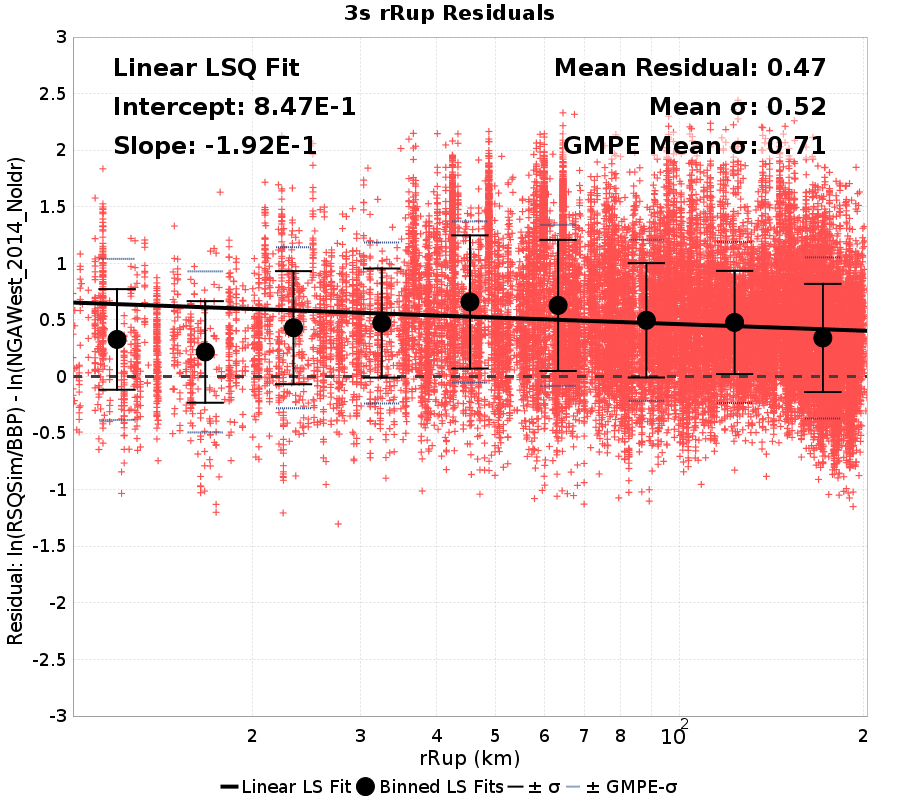 3s rRup Residuals
Linear LSQ Fit
Intercept: 8.47E-1
Slope: -1.92E-1
Mean Residual: 0.47
Mean σ: 0.52
GMPE Mean σ: 0.71
Residual: ln(RSQSim/BBP) - ln(NGAWest_2014_NoIdr)
3
2.5
2
1.5
1
0.5
0
-0.5
-1
-1.5
-2
-2.5
-3
2 3 4 5 6 7 8 10² 2
rRup (km)
Linear LS Fit Binned LS Fits ± σ ± GMPE-σ